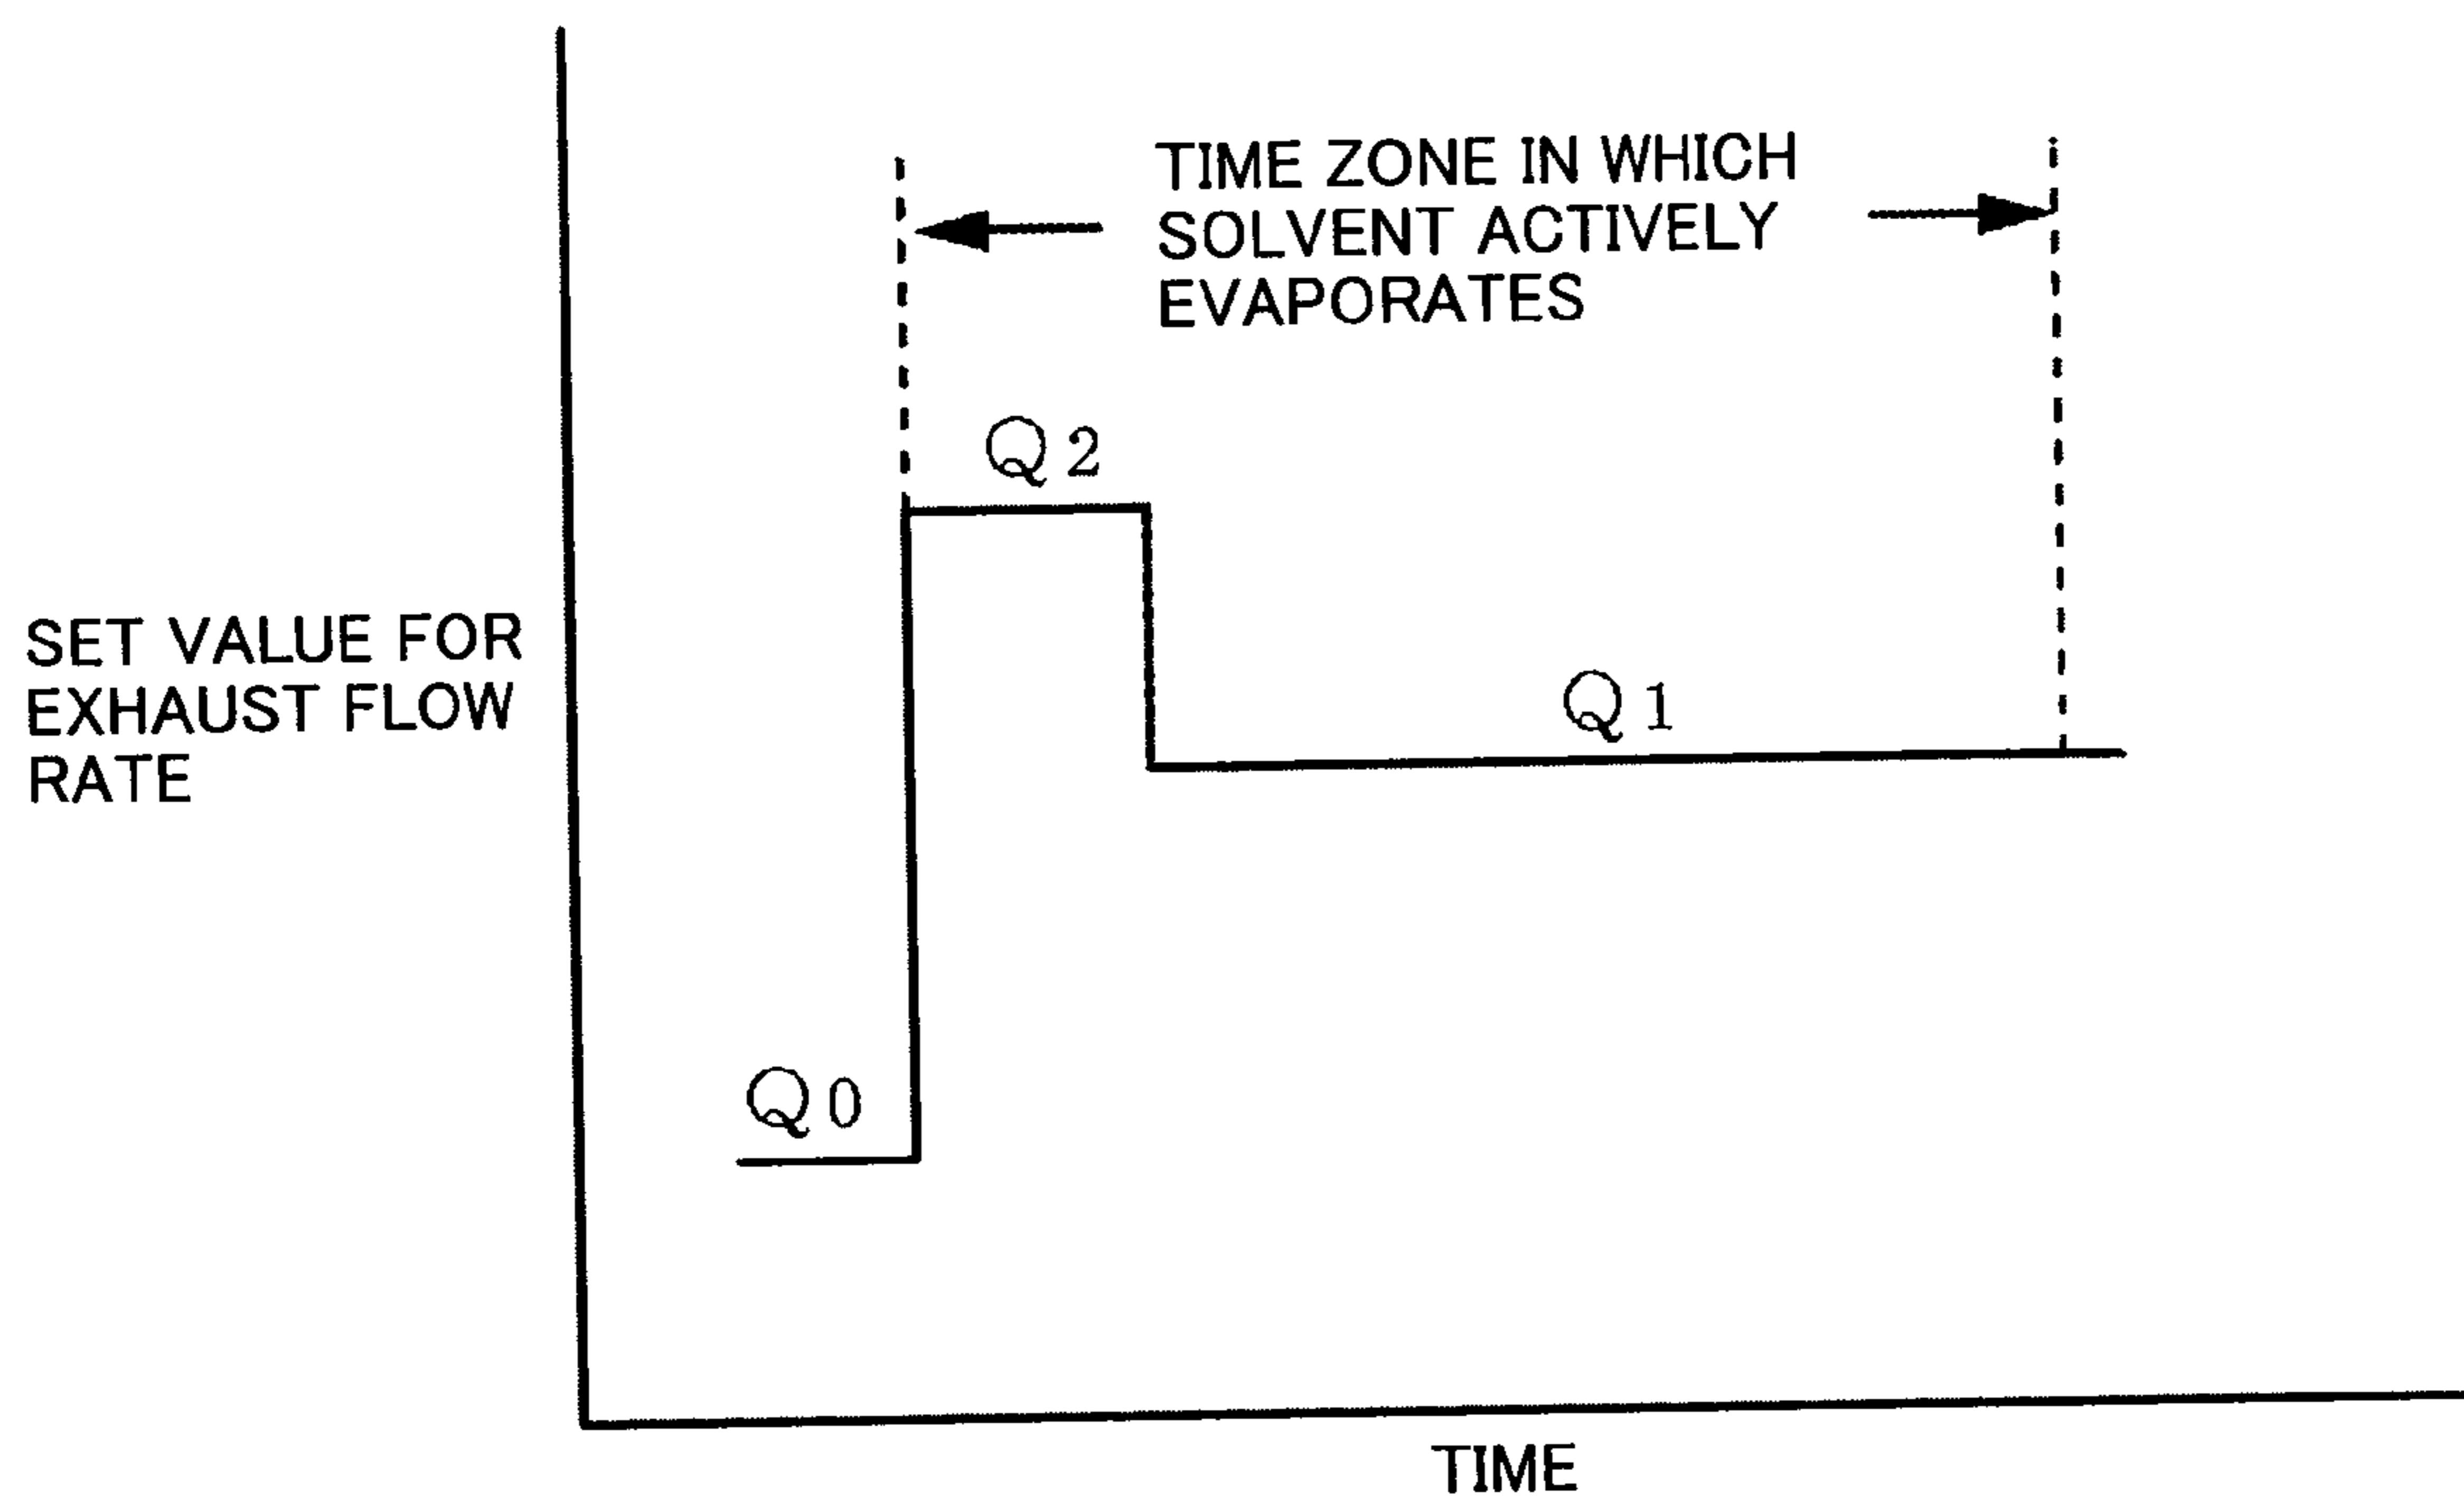 TIME ZONE IN WHICH
SOLVENT ACTIVELY
EVAPORATES
Q2
SET VALUE FOR
EXHAUST FLOW
RATE
Q1
Q0
TIME